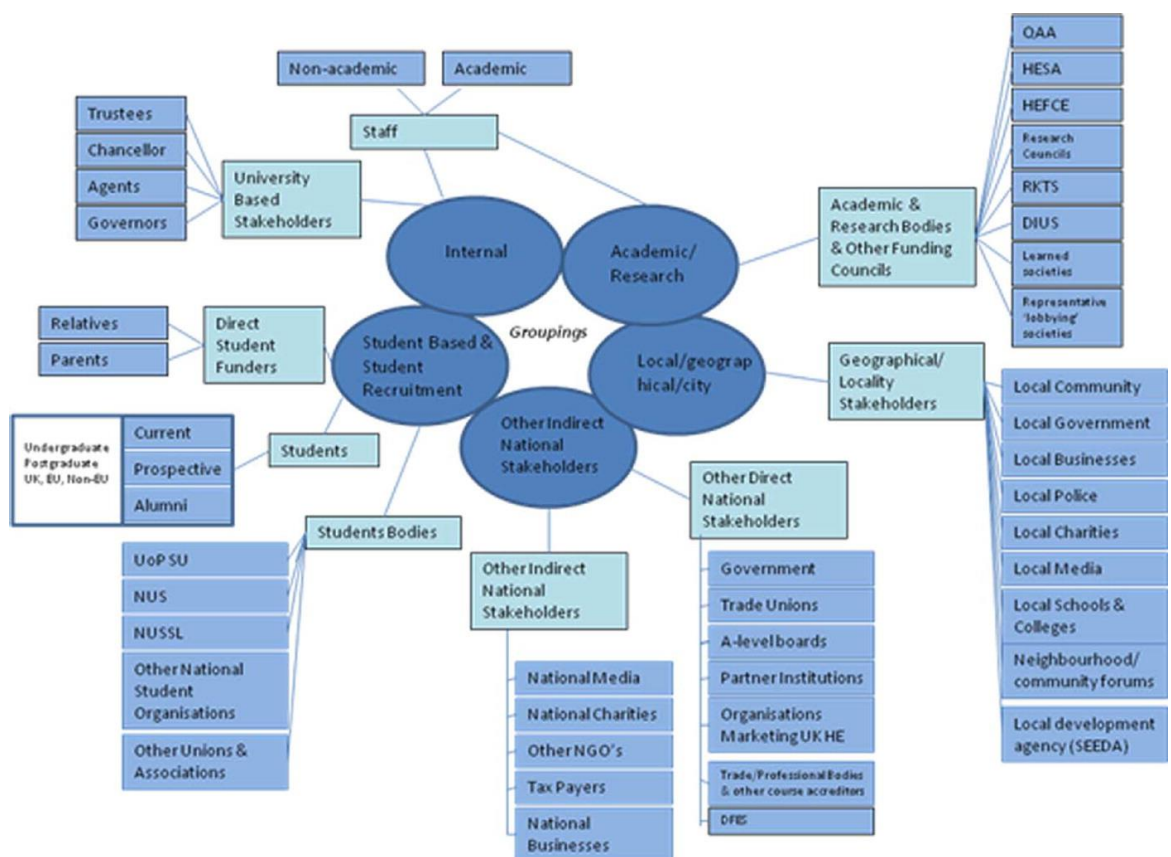 Non-academic
Academic
Staff
Trustees
Chancellor
Agents
Governors
University
Based
Stakeholders
Internal
Academic/
Research
Groupings
Student Based &
Student
Recruitment
Local/geograp
hical/city
Other Indirect
National
Stakeholders
QAA
HESA
HEFCE
Research
Councils
RKTS
DIUS
Learned
societies
Representative
'lobbying'
societies
Academic &
Research Bodies
& Other Funding
Councils
Relatives
Parents
Direct
Student
Funders
Undergraduate
Postgraduate
UK, EU, Non-EU
Current
Prospective
Alumni
Students
Students Bodies
UoP SU
NUS
NUSSL
Other National
Student
Organisations
Other Unions &
Associations
Other Indirect
National
Stakeholders
National Media
National Charities
Other NGO's
Tax Payers
National
Businesses
Other Direct
National
Stakeholders
Government
Trade Unions
A-level boards
Partner Institutions
Organisations
Marketing UK HE
Trade/Professional Bodies
& other course accreditors
DFES
Geographical/
Locality
Stakeholders
Local Community
Local Government
Local Businesses
Local Police
Local Charities
Local Media
Local Schools &
Colleges
Neighbourhood/
community forums
Local development
agency (SEEDA)